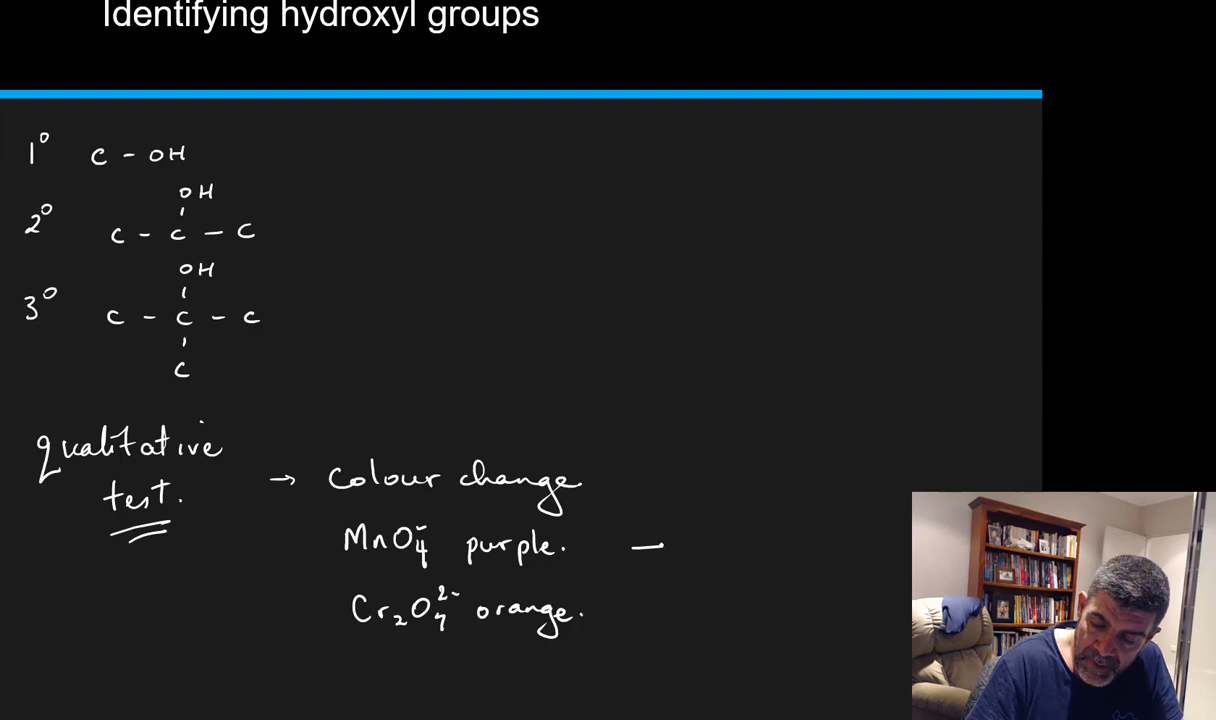 Identifying hydroxyl groups
1° C - OH
OH
2° C - C - C
OH
3° C - C - C
C
qualitative
test. → Colour change
MnO₄⁻ purple. —
Cr₂O₇²⁻ orange.